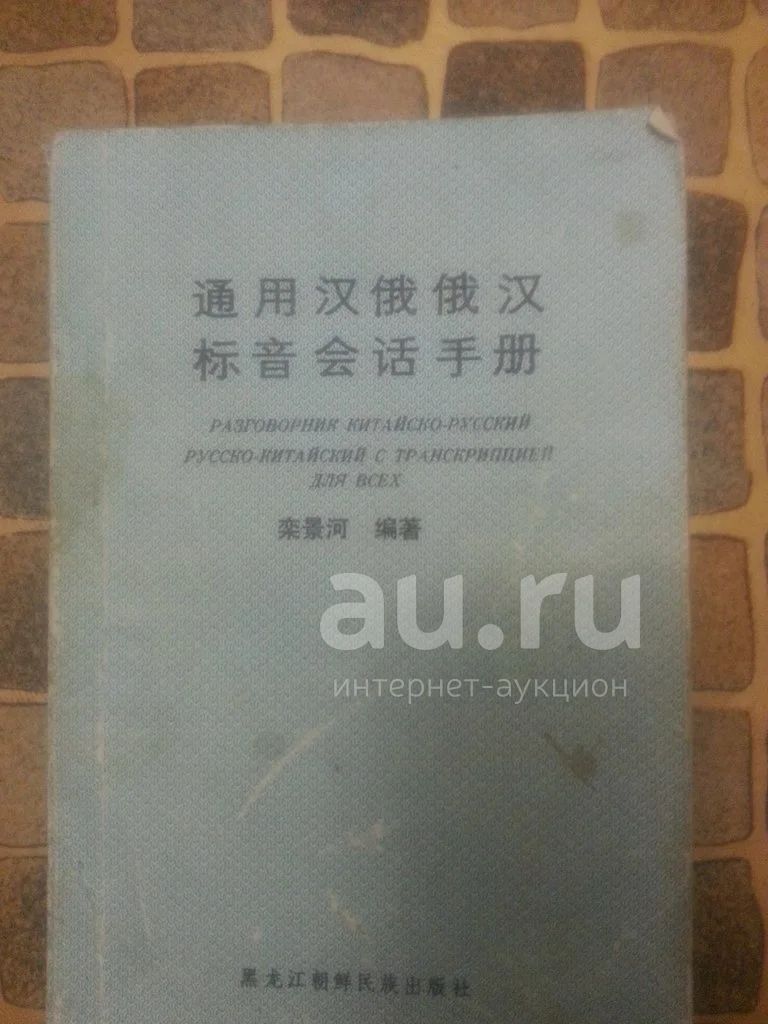 通用汉俄俄汉
标音会话手册
РАЗГОВОРНИК КИТАЙСКО-РУССКИЙ
РУССКО-КИТАЙСКИЙ С ТРАНСКРИПЦИЕЙ
ДЛЯ ВСЕХ
栾景河 编著
au.ru
интернет-аукцион
黑龙江朝鲜民族出版社